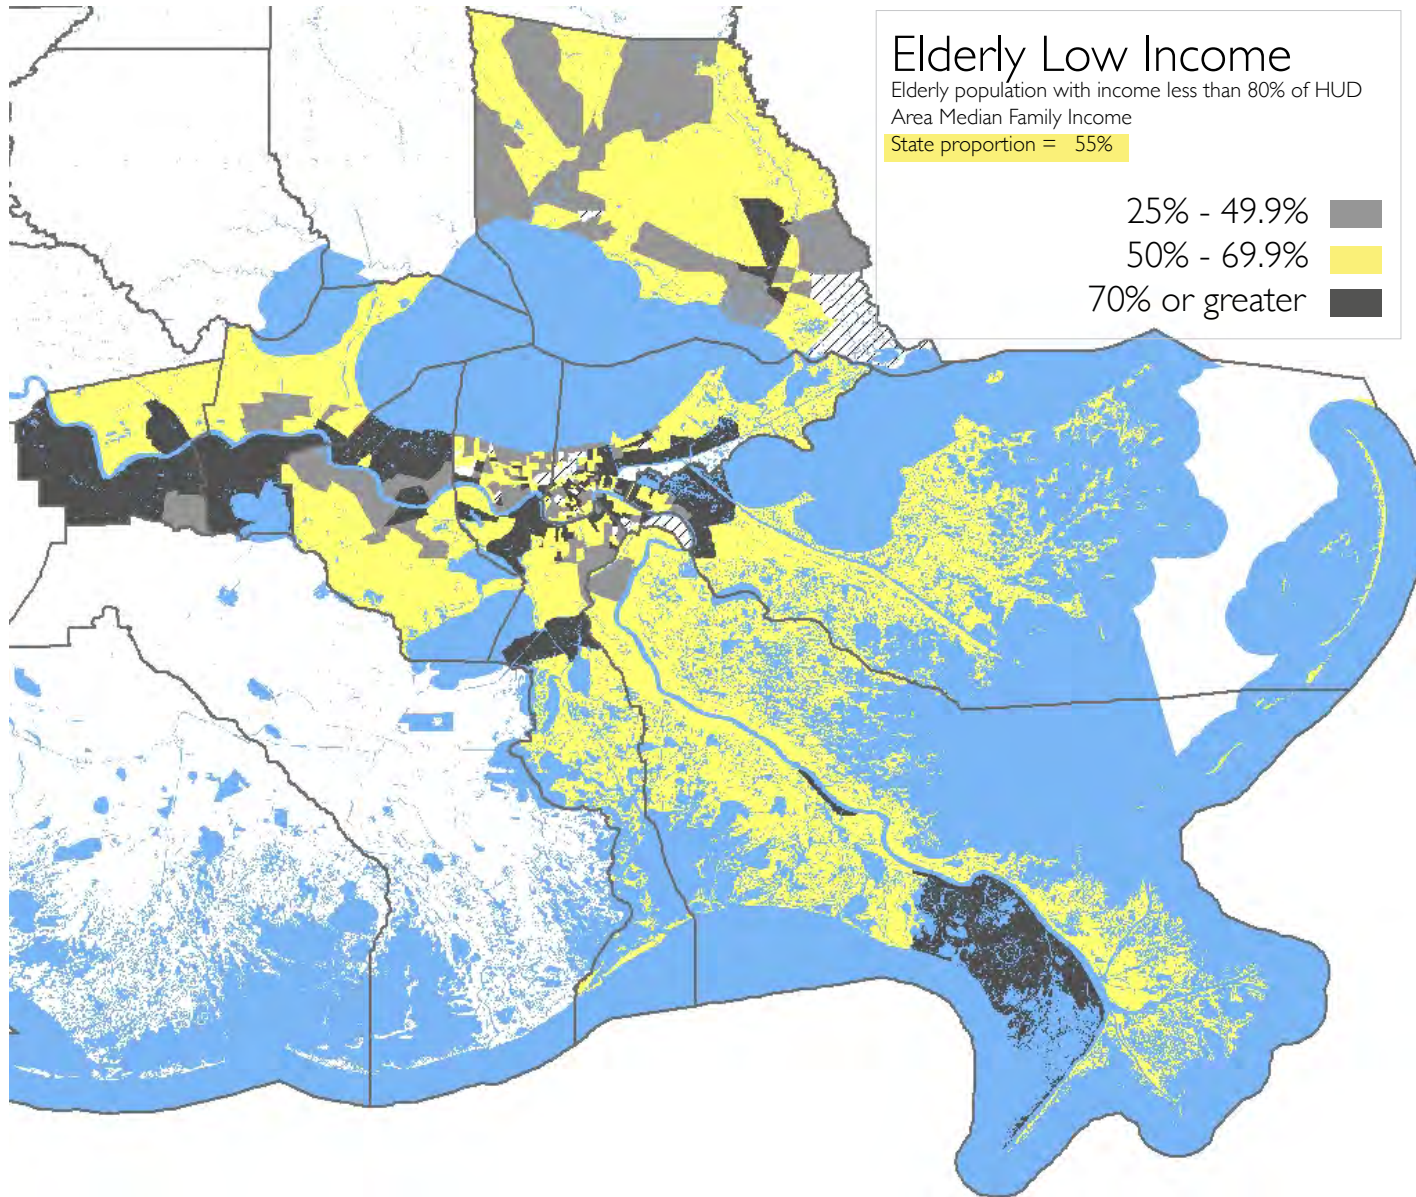 Elderly Low Income
Elderly population with income less than 80% of HUD
Area Median Family Income
State proportion = 55%
25% - 49.9%
50% - 69.9%
70% or greater